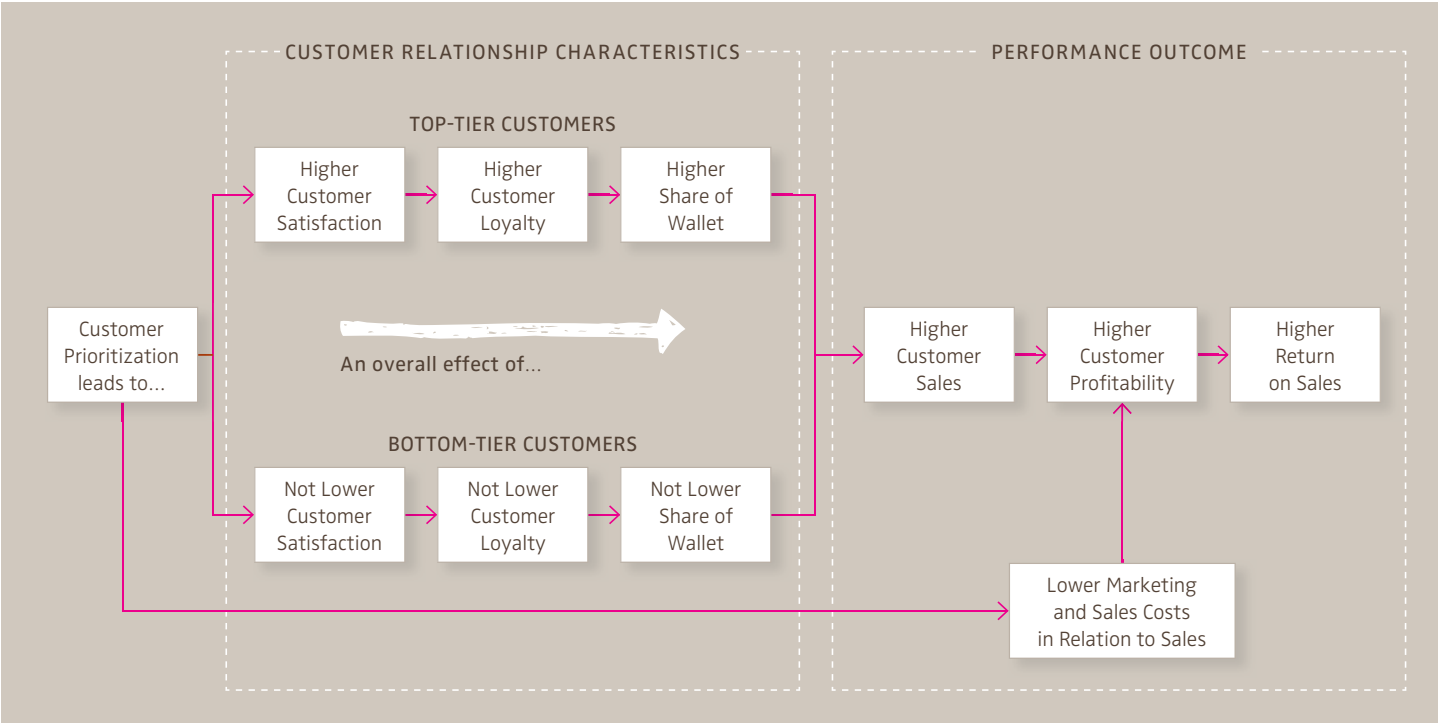 CUSTOMER RELATIONSHIP CHARACTERISTICS
PERFORMANCE OUTCOME
TOP-TIER CUSTOMERS
Higher
Customer
Satisfaction
Higher
Customer
Loyalty
Higher
Share of
Wallet
Customer
Prioritization
leads to...
An overall effect of...
Higher
Customer
Sales
Higher
Customer
Profitability
Higher
Return
on Sales
BOTTOM-TIER CUSTOMERS
Not Lower
Customer
Satisfaction
Not Lower
Customer
Loyalty
Not Lower
Share of
Wallet
Lower Marketing
and Sales Costs
in Relation to Sales